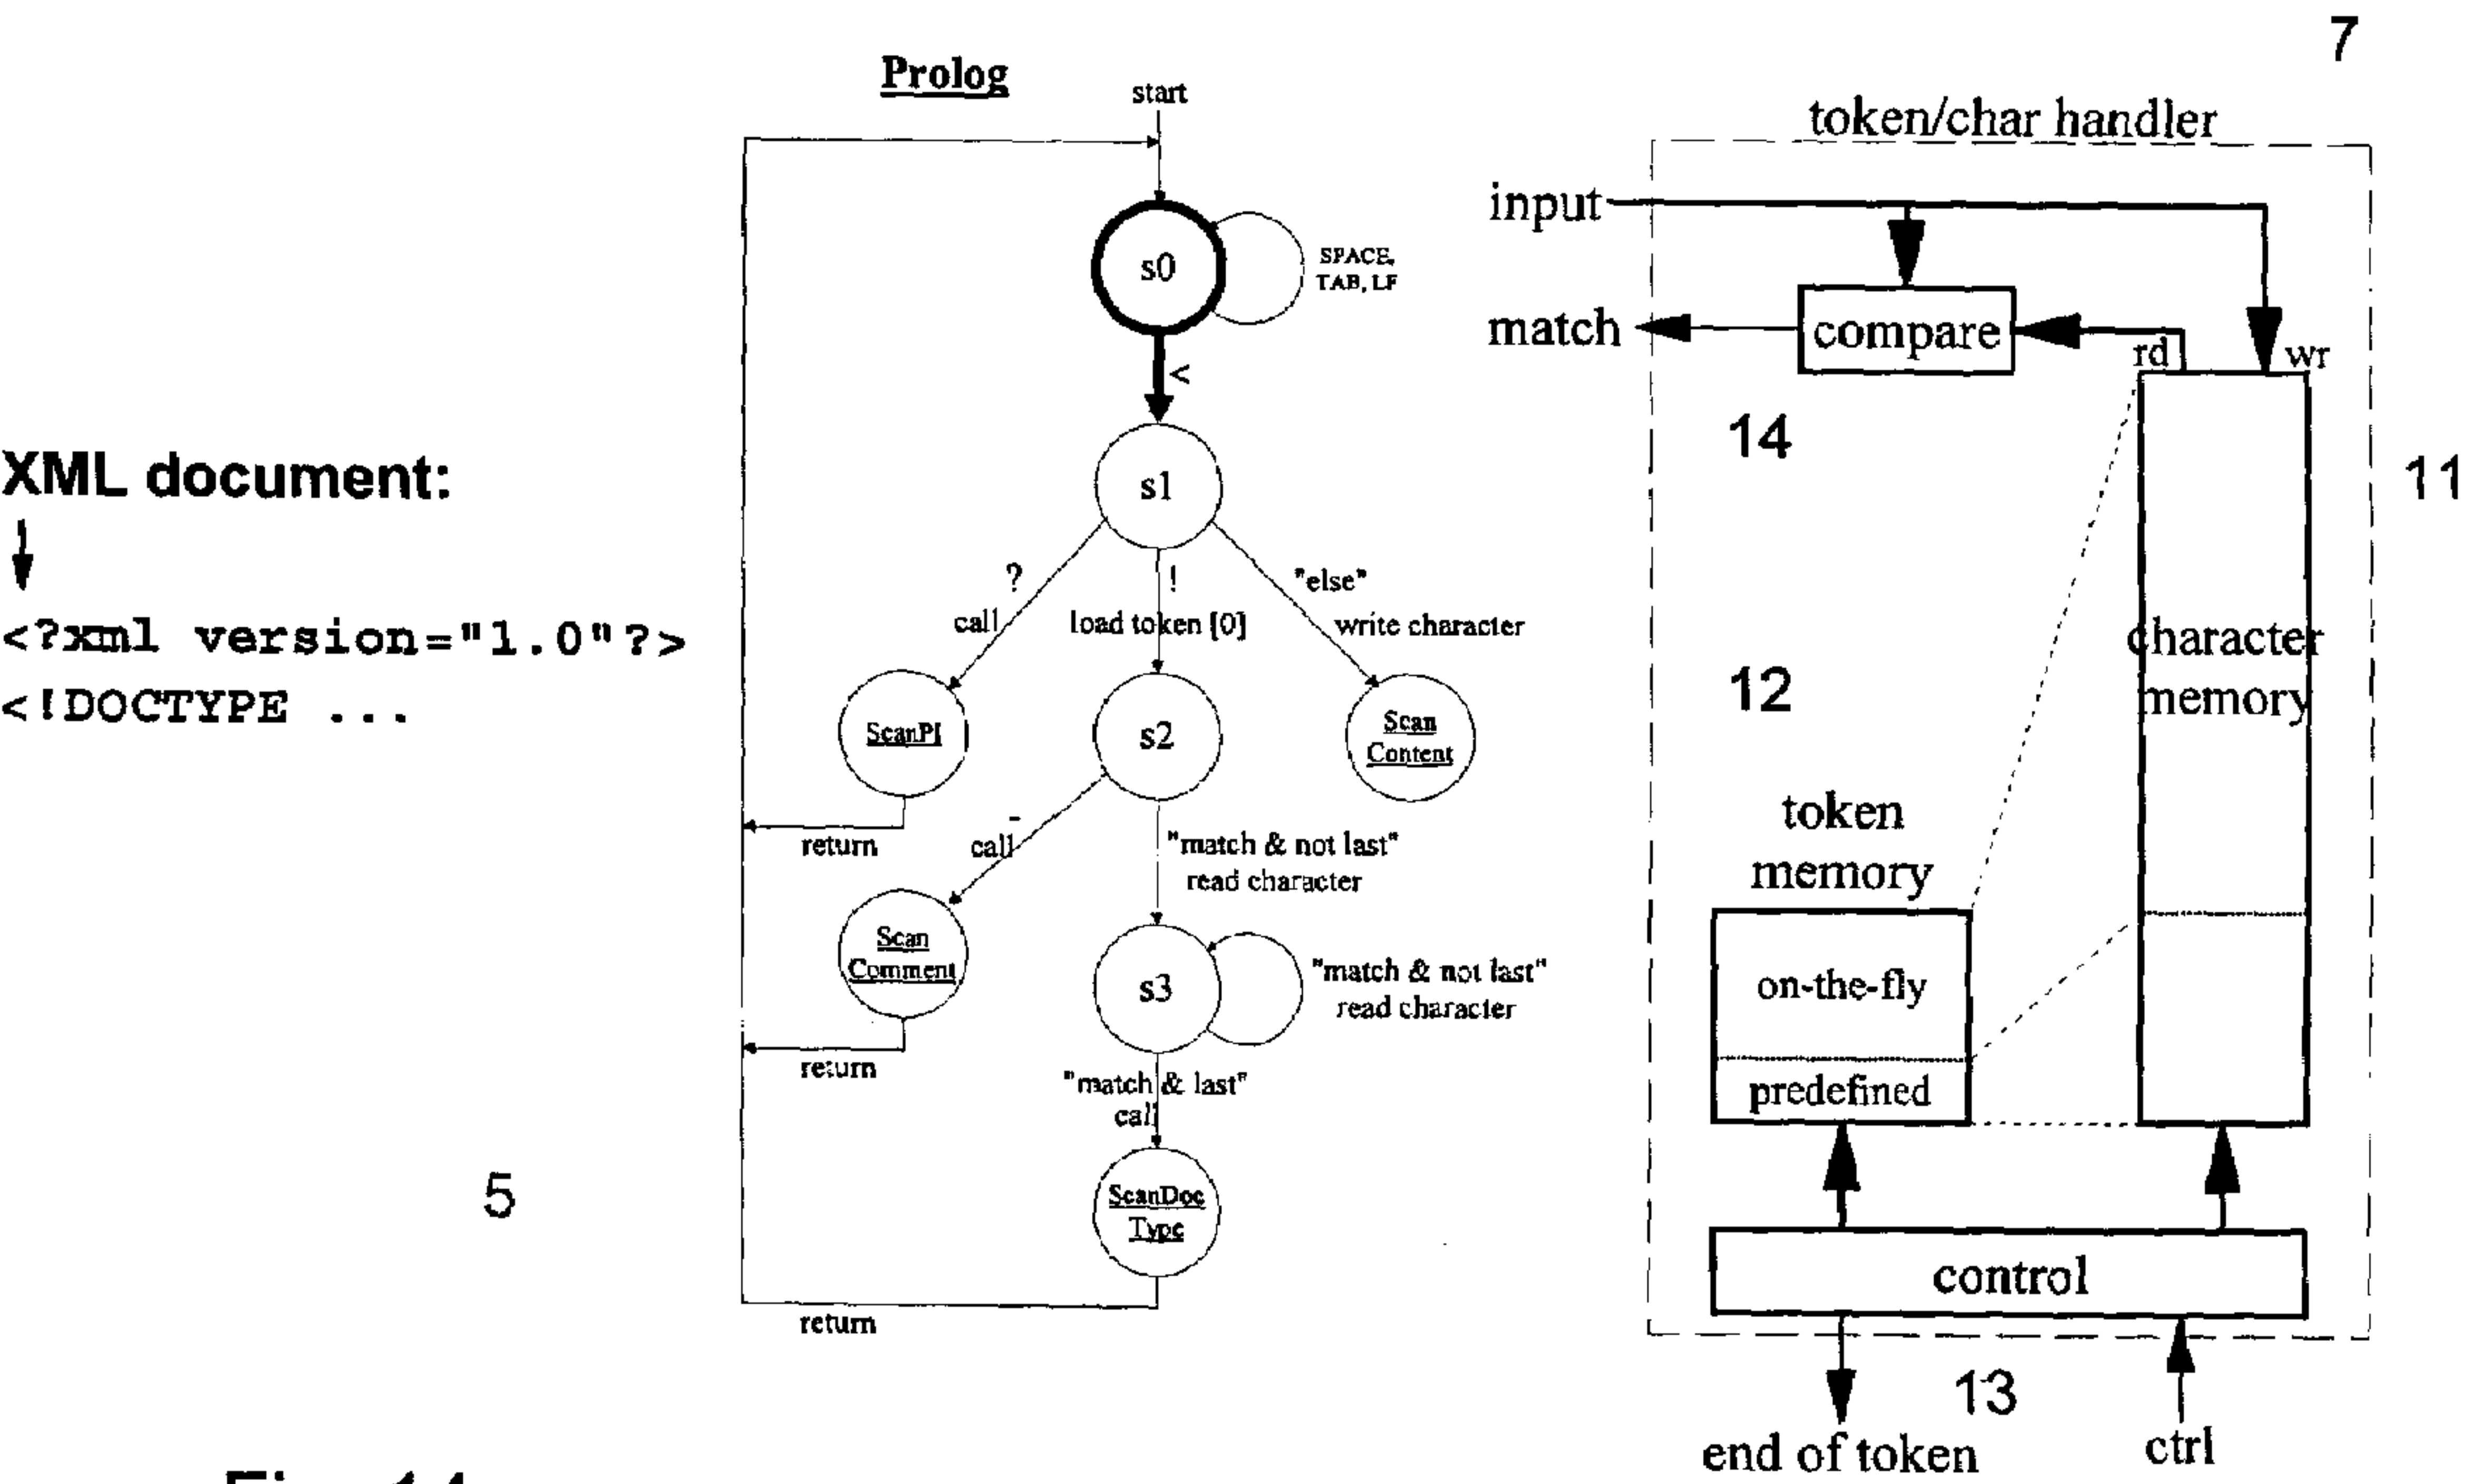 7
Prolog
start
token/char handler
input
s0
SPACE,
TAB, LF
match
compare
rd
wr
<
14
11
XML document:
s1
<?xml version="1.0"?>
<!DOCTYPE ...
?
call
!
load token [0]
"else"
write character
character
memory
12
ScanPI
s2
Scan
Content
return
-
call
"match & not last"
read character
token
memory
Scan
Comment
s3
"match & not last"
read character
on-the-fly
return
"match & last"
call
predefined
5
ScanDoc
Type
control
return
13
end of token
ctrl